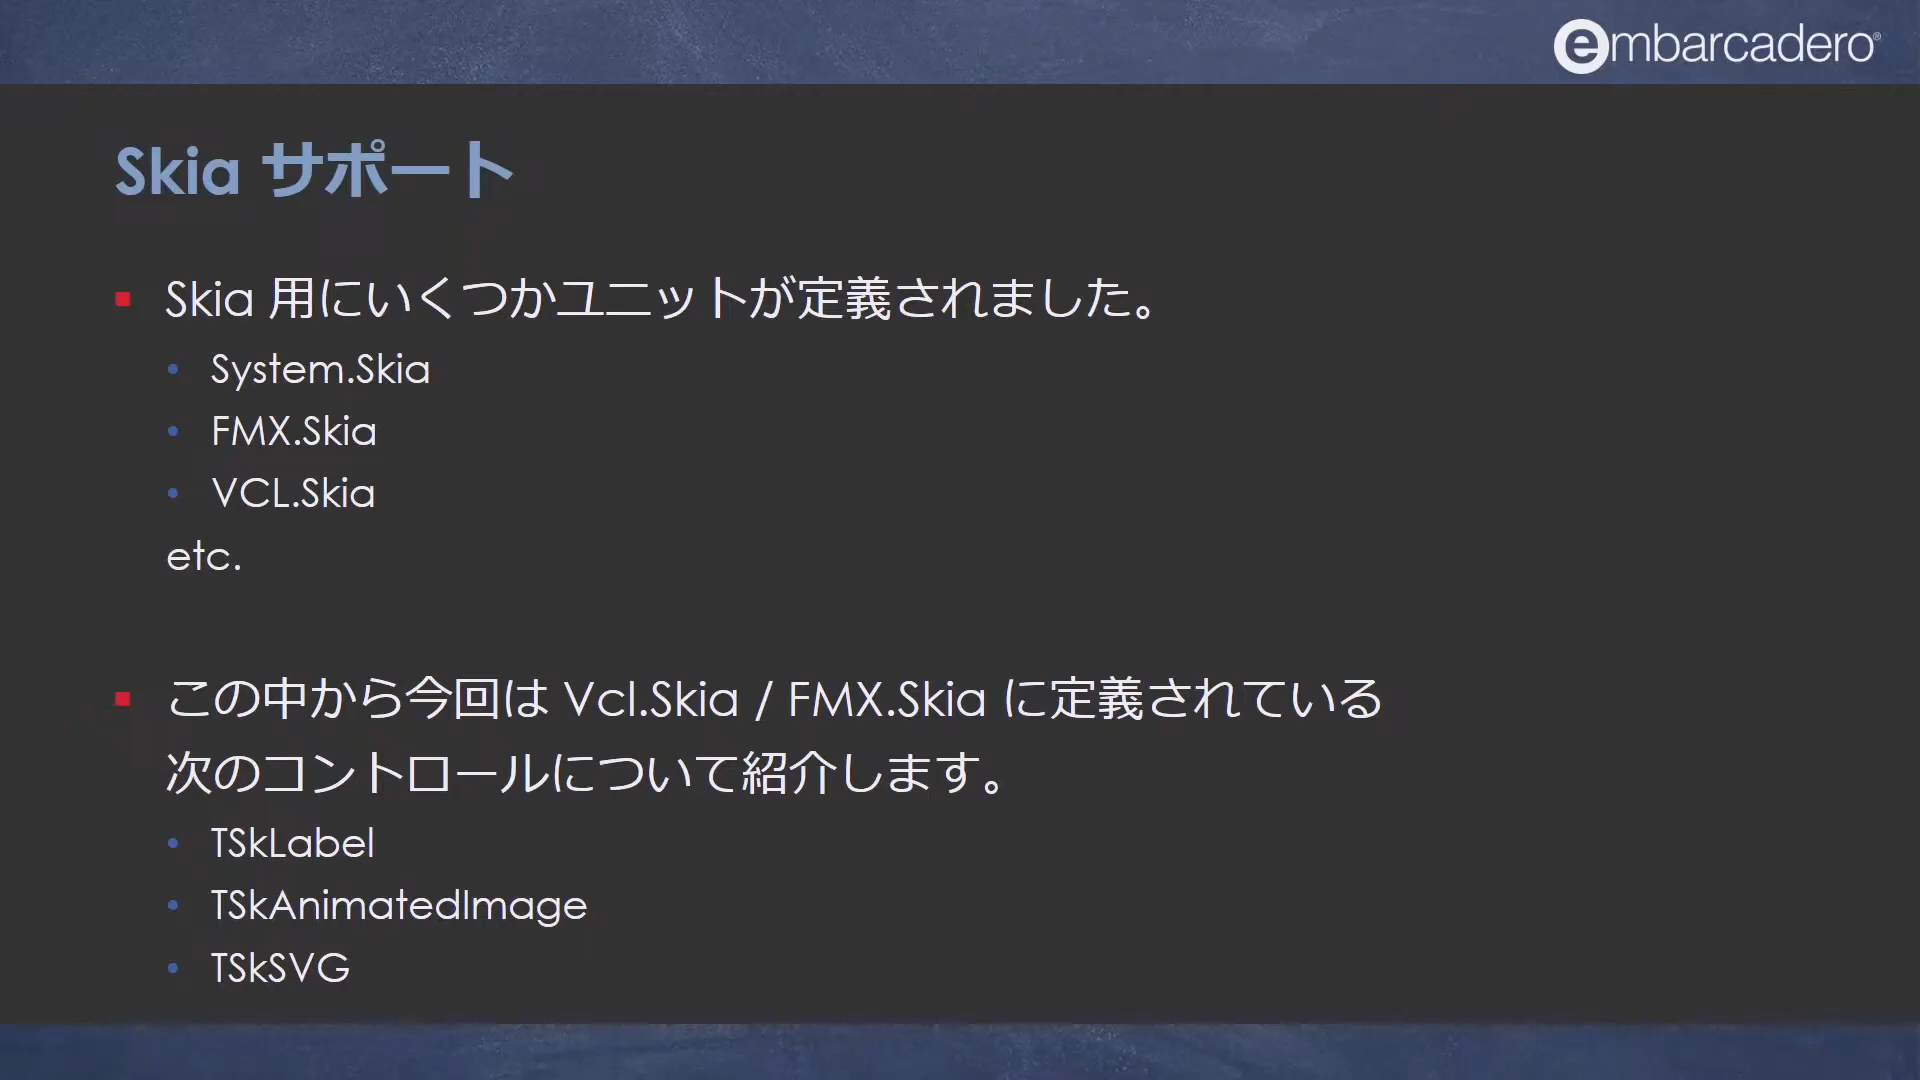 embarcadero®
Skia サポート
Skia 用にいくつかユニットが定義されました。
System.Skia
FMX.Skia
VCL.Skia
etc.
この中から今回は Vcl.Skia / FMX.Skia に定義されている
次のコントロールについて紹介します。
TSkLabel
TSkAnimatedImage
TSkSVG